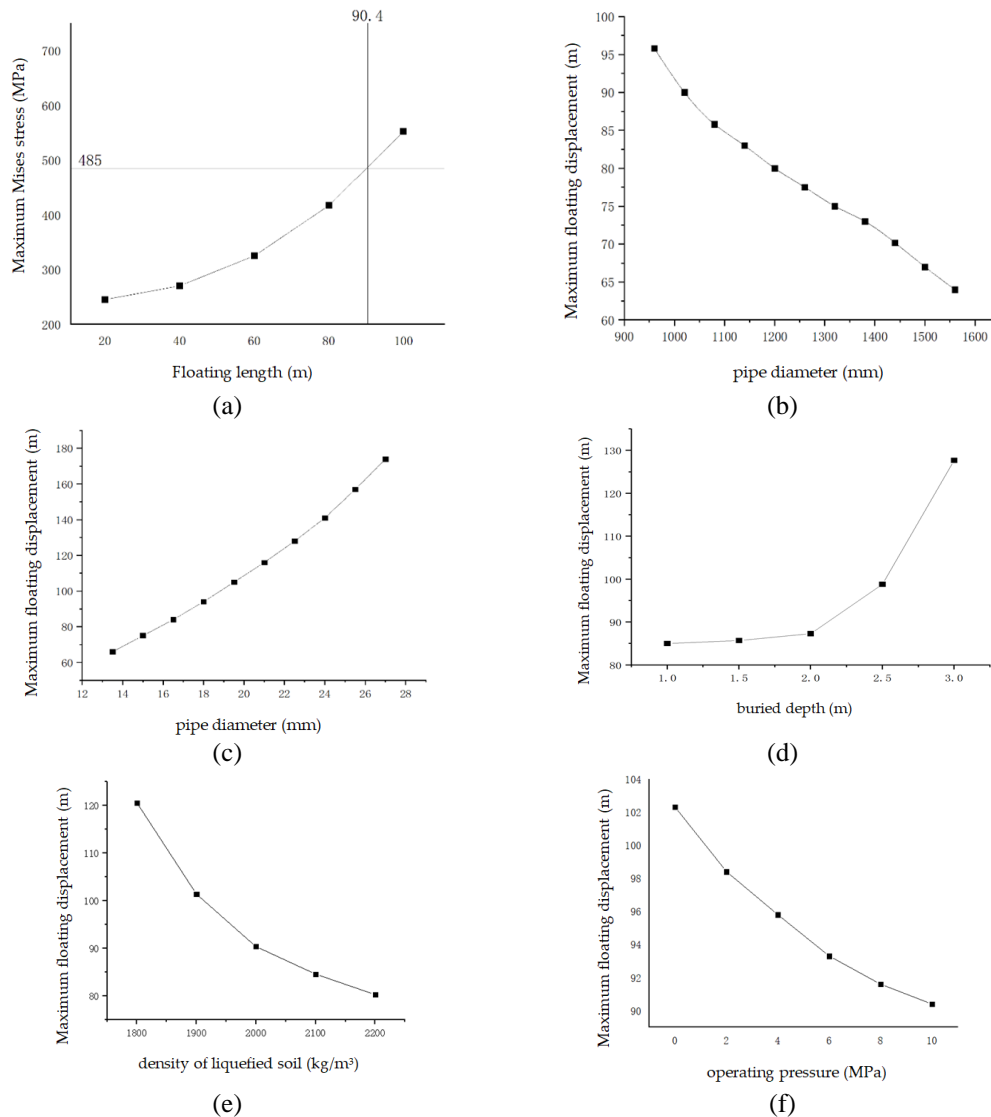 90.4
700
600
500
485
400
300
200
20 40 60 80 100
Maximum Mises stress (MPa)
Floating length (m)
(a)
100
95
90
85
80
75
70
65
60
900 1000 1100 1200 1300 1400 1500 1600
Maximum floating displacement (m)
pipe diameter (mm)
(b)
180
160
140
120
100
80
60
12 14 16 18 20 22 24 26 28
Maximum floating displacement (m)
pipe diameter (mm)
(c)
130
120
110
100
90
80
1.0 1.5 2.0 2.5 3.0
Maximum floating displacement (m)
buried depth (m)
(d)
120
110
100
90
80
1800 1900 2000 2100 2200
Maximum floating displacement (m)
density of liquefied soil (kg/m³)
(e)
104
102
100
98
96
94
92
90
0 2 4 6 8 10
Maximum floating displacement (m)
operating pressure (MPa)
(f)